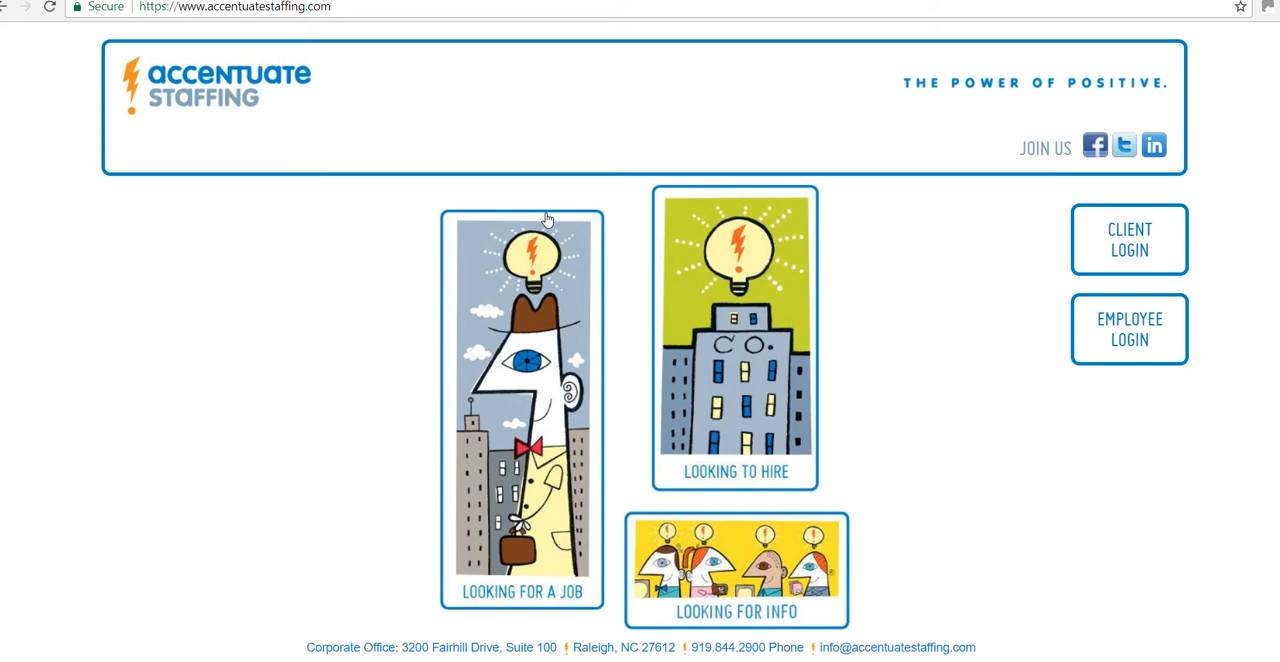 Secure https://www.accentuatestaffing.com
accentuate
staffing
THE POWER OF POSITIVE.
JOIN US f t in
CLIENT
LOGIN
EMPLOYEE
LOGIN
CO.
LOOKING TO HIRE
LOOKING FOR A JOB
LOOKING FOR INFO
Corporate Office: 3200 Fairhill Drive, Suite 100 ! Raleigh, NC 27612 ! 919.844.2900 Phone ! info@accentuatestaffing.com